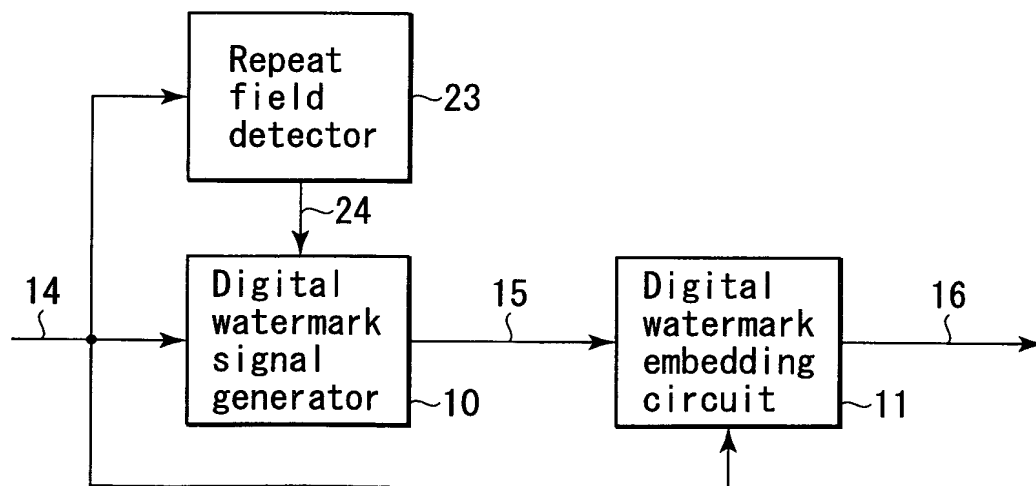 Repeat
field
detector
23
24
14
Digital
watermark
signal
generator
10
15
Digital
watermark
embedding
circuit
11
16